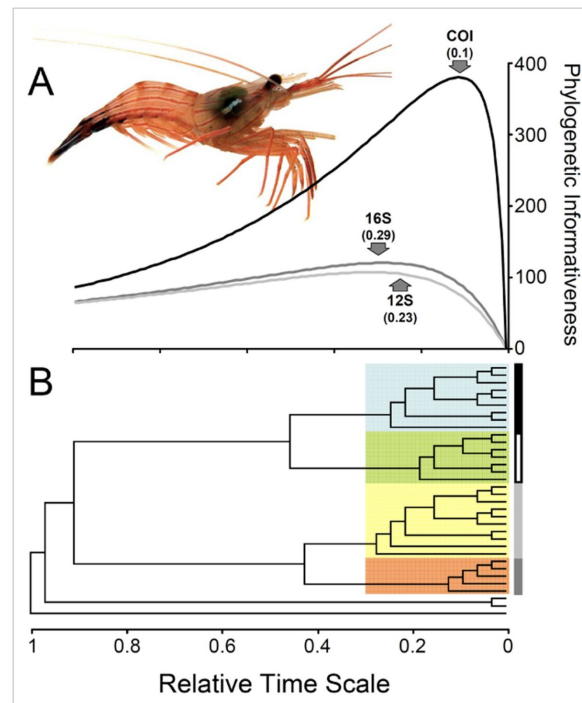 A
COI
(0.1)
400
300
200
100
0
Phylogenetic Informativeness
16S
(0.29)
12S
(0.23)
B
1 0.8 0.6 0.4 0.2 0
Relative Time Scale